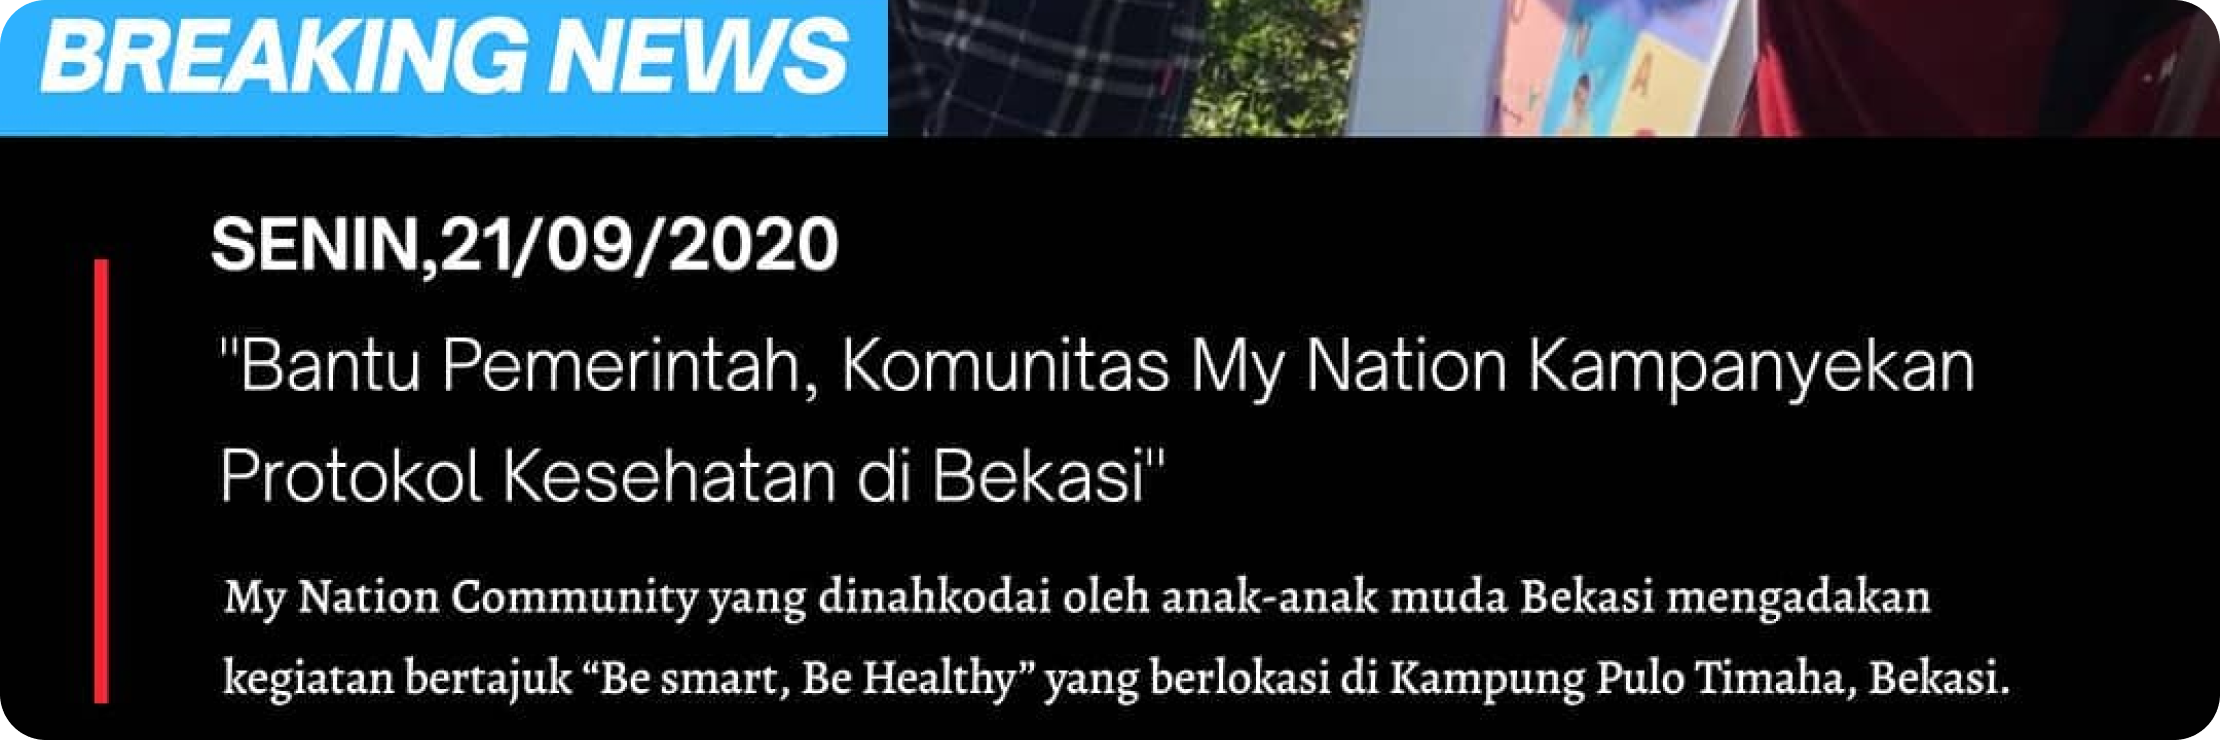 BREAKING NEWS
SENIN,21/09/2020
"Bantu Pemerintah, Komunitas My Nation Kampanyekan
Protokol Kesehatan di Bekasi"
My Nation Community yang dinahkodai oleh anak-anak muda Bekasi mengadakan
kegiatan bertajuk “Be smart, Be Healthy” yang berlokasi di Kampung Pulo Timaha, Bekasi.